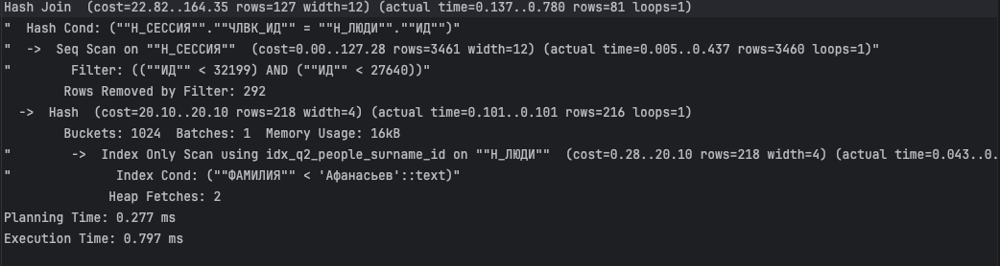 Hash Join  (cost=22.82..164.35 rows=127 width=12) (actual time=0.137..0.780 rows=81 loops=1)
"  Hash Cond: (""Н_СЕССИЯ"".""ЧЛВК_ИД"" = ""Н_ЛЮДИ"".""ИД"")"
"  ->  Seq Scan on ""Н_СЕССИЯ""  (cost=0.00..127.28 rows=3461 width=12) (actual time=0.005..0.437 rows=3460 loops=1)"
"        Filter: ((""ИД"" < 32199) AND (""ИД"" < 27640))"
        Rows Removed by Filter: 292
  ->  Hash  (cost=20.10..20.10 rows=218 width=4) (actual time=0.101..0.101 rows=216 loops=1)
        Buckets: 1024  Batches: 1  Memory Usage: 16kB
"        ->  Index Only Scan using idx_q2_people_surname_id on ""Н_ЛЮДИ""  (cost=0.28..20.10 rows=218 width=4) (actual time=0.043..0.
"              Index Cond: (""ФАМИЛИЯ"" < 'Афанасьев'::text)"
              Heap Fetches: 2
Planning Time: 0.277 ms
Execution Time: 0.797 ms